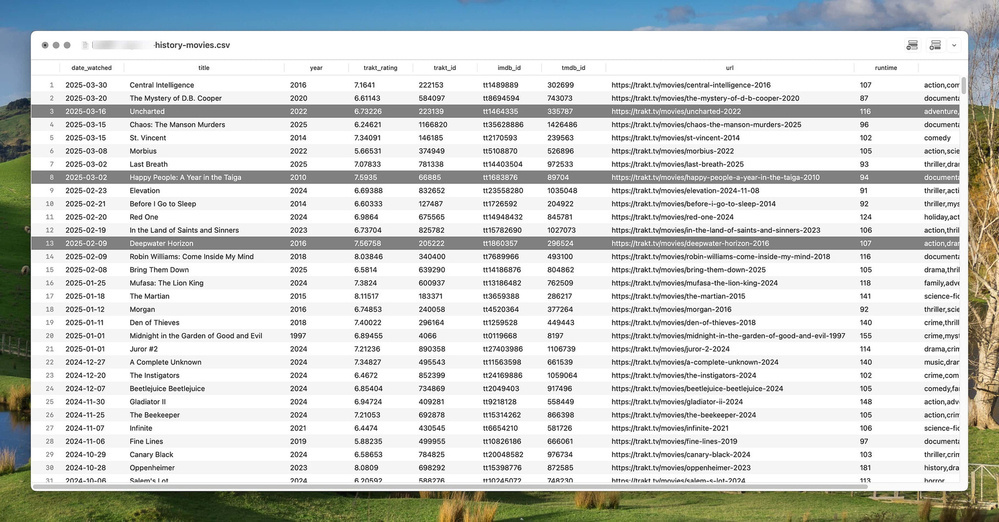 history-movies.csv
date_watched title year trakt_rating trakt_id imdb_id tmdb_id url runtime
1 2025-03-30 Central Intelligence 2016 7.1641 222153 tt1489889 302699 https://trakt.tv/movies/central-intelligence-2016 107 action,com
2 2025-03-20 The Mystery of D.B. Cooper 2020 6.61143 584097 tt8694594 743073 https://trakt.tv/movies/the-mystery-of-d-b-cooper-2020 87 documenta
3 2025-03-16 Uncharted 2022 6.73226 219133 tt1464335 335787 https://trakt.tv/movies/uncharted-2022 116 adventure,
4 2025-03-15 Chaos: The Manson Murders 2025 6.24621 1166820 tt35628886 1426486 https://trakt.tv/movies/chaos-the-manson-murders-2025 96 documenta
5 2025-03-15 St. Vincent 2014 7.34091 146185 tt2170593 239563 https://trakt.tv/movies/st-vincent-2014 102 comedy
6 2025-03-08 Morbius 2022 5.66531 374949 tt5108870 526896 https://trakt.tv/movies/morbius-2022 105 action,scie
7 2025-03-02 Last Breath 2025 7.07833 781338 tt14403504 972533 https://trakt.tv/movies/last-breath-2025 93 thriller,drar
8 2025-03-02 Happy People: A Year in the Taiga 2010 7.5935 66885 tt1683876 89704 https://trakt.tv/movies/happy-people-a-year-in-the-taiga-2010 94 documenta
9 2025-02-23 Elevation 2024 6.69388 832652 tt23558280 1035048 https://trakt.tv/movies/elevation-2024-11-08 91 thriller,action
10 2025-02-21 Before I Go to Sleep 2014 6.60333 127487 tt1726592 204922 https://trakt.tv/movies/before-i-go-to-sleep-2014 92 thriller,mys
11 2025-02-20 Red One 2024 6.9864 675565 tt14948432 845781 https://trakt.tv/movies/red-one-2024 124 holiday,act
12 2025-02-19 In the Land of Saints and Sinners 2023 6.73704 825782 tt15782690 1027073 https://trakt.tv/movies/in-the-land-of-saints-and-sinners-2023 106 thriller,crim
13 2025-02-09 Deepwater Horizon 2016 7.56758 205222 tt1860357 296524 https://trakt.tv/movies/deepwater-horizon-2016 107 action,drar
14 2025-02-09 Robin Williams: Come Inside My Mind 2018 8.03846 340400 tt7689966 493100 https://trakt.tv/movies/robin-williams-come-inside-my-mind-2018 116 documenta
15 2025-02-08 Bring Them Down 2025 6.5814 639290 tt14186876 804862 https://trakt.tv/movies/bring-them-down-2025 105 drama,thril
16 2025-01-25 Mufasa: The Lion King 2024 7.3824 600937 tt13186482 762509 https://trakt.tv/movies/mufasa-the-lion-king-2024 118 family,adve
17 2025-01-18 The Martian 2015 8.11517 183371 tt3659388 286217 https://trakt.tv/movies/the-martian-2015 141 science-fic
18 2025-01-12 Morgan 2016 6.74853 240058 tt4520364 377264 https://trakt.tv/movies/morgan-2016 92 science-fic
19 2025-01-11 Den of Thieves 2018 7.40022 244164 tt1259528 449443 https://trakt.tv/movies/den-of-thieves-2018 140 crime,thrill
20 2025-01-01 Midnight in the Garden of Good and Evil 1997 6.89455 4066 tt0119668 8197 https://trakt.tv/movies/midnight-in-the-garden-of-good-and-evil-1997 155 crime,myst
21 2025-01-01 Juror #2 2024 7.21236 890358 tt27403986 1106739 https://trakt.tv/movies/juror-2-2024 114 drama,crim
22 2024-12-27 A Complete Unknown 2024 7.34827 495543 tt11563598 661539 https://trakt.tv/movies/a-complete-unknown-2024 140 music,drar
23 2024-12-20 The Instigators 2024 6.4672 852399 tt24169886 1059064 https://trakt.tv/movies/the-instigators-2024 102 crime,com
24 2024-12-07 Beetlejuice Beetlejuice 2024 6.85404 734869 tt2049403 917496 https://trakt.tv/movies/beetlejuice-beetlejuice-2024 105 comedy,fa
25 2024-11-30 Gladiator II 2024 6.94724 409281 tt9218128 558449 https://trakt.tv/movies/gladiator-ii-2024 148 action,adv
26 2024-11-25 The Beekeeper 2024 7.21053 692878 tt15314262 866398 https://trakt.tv/movies/the-beekeeper-2024 105 action,crim
27 2024-11-07 Infinite 2021 6.4474 430545 tt6654210 581726 https://trakt.tv/movies/infinite-2021 106 science-fic
28 2024-11-06 Fine Lines 2019 5.88235 499955 tt10826186 666061 https://trakt.tv/movies/fine-lines-2019 97 documenta
29 2024-10-29 Canary Black 2024 6.58653 784825 tt20048582 976734 https://trakt.tv/movies/canary-black-2024 103 thriller,crim
30 2024-10-28 Oppenheimer 2023 8.0809 698292 tt15398776 872585 https://trakt.tv/movies/oppenheimer-2023 181 history,dra
31 2024-10-06 Salem's Lot 2024 6.20592 588276 tt10245072 748230 https://trakt.tv/movies/salem-s-lot-2024 113 horror